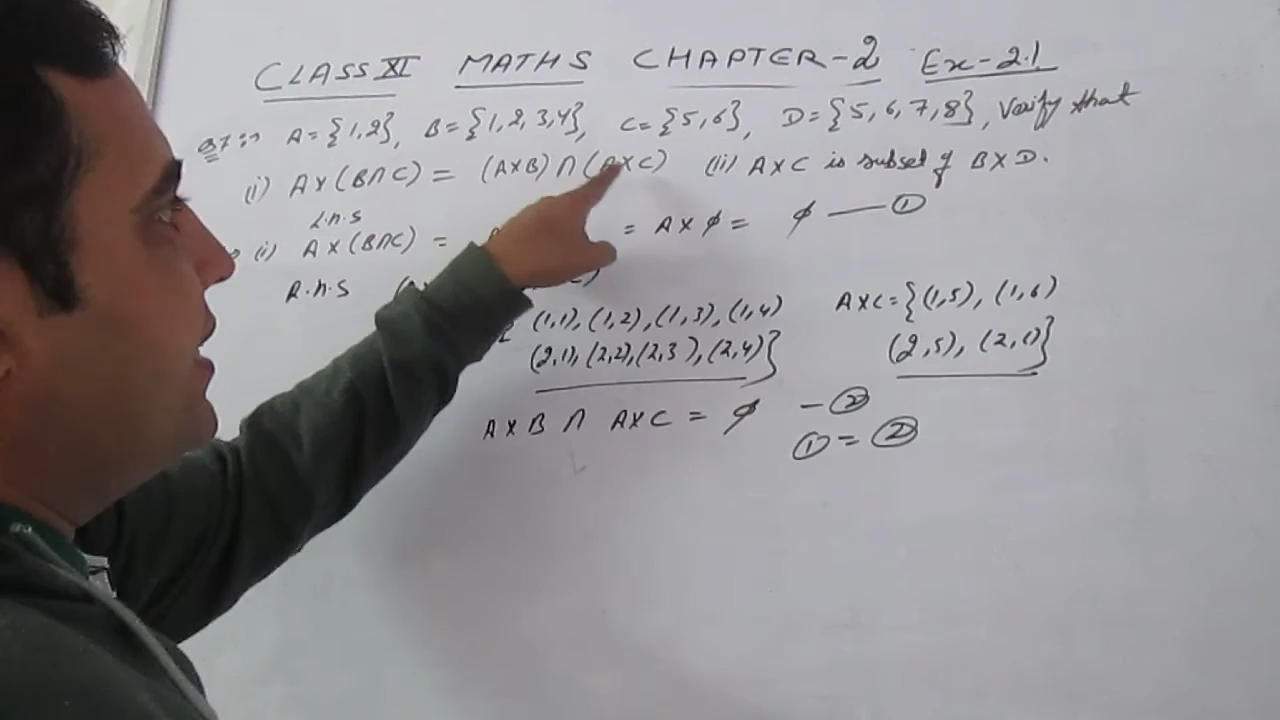 CLASS XI MATHS CHAPTER-2 Ex-2.1
Q7:: A={1,2}, B={1,2,3,4}, C={5,6}, D={5,6,7,8}, Verify that
(i) A×(B∩C) = (A×B)∩(A×C) (ii) A×C is subset of B×D.
L.H.S
(i) A×(B∩C) = = A×ϕ = ϕ — ①
R.H.S
(1,1), (1,2), (1,3), (1,4) A×C={(1,5), (1,6)
(2,1), (2,2), (2,3), (2,4)} (2,5), (2,6)}
A×B ∩ A×C = ϕ — ②
① = ②